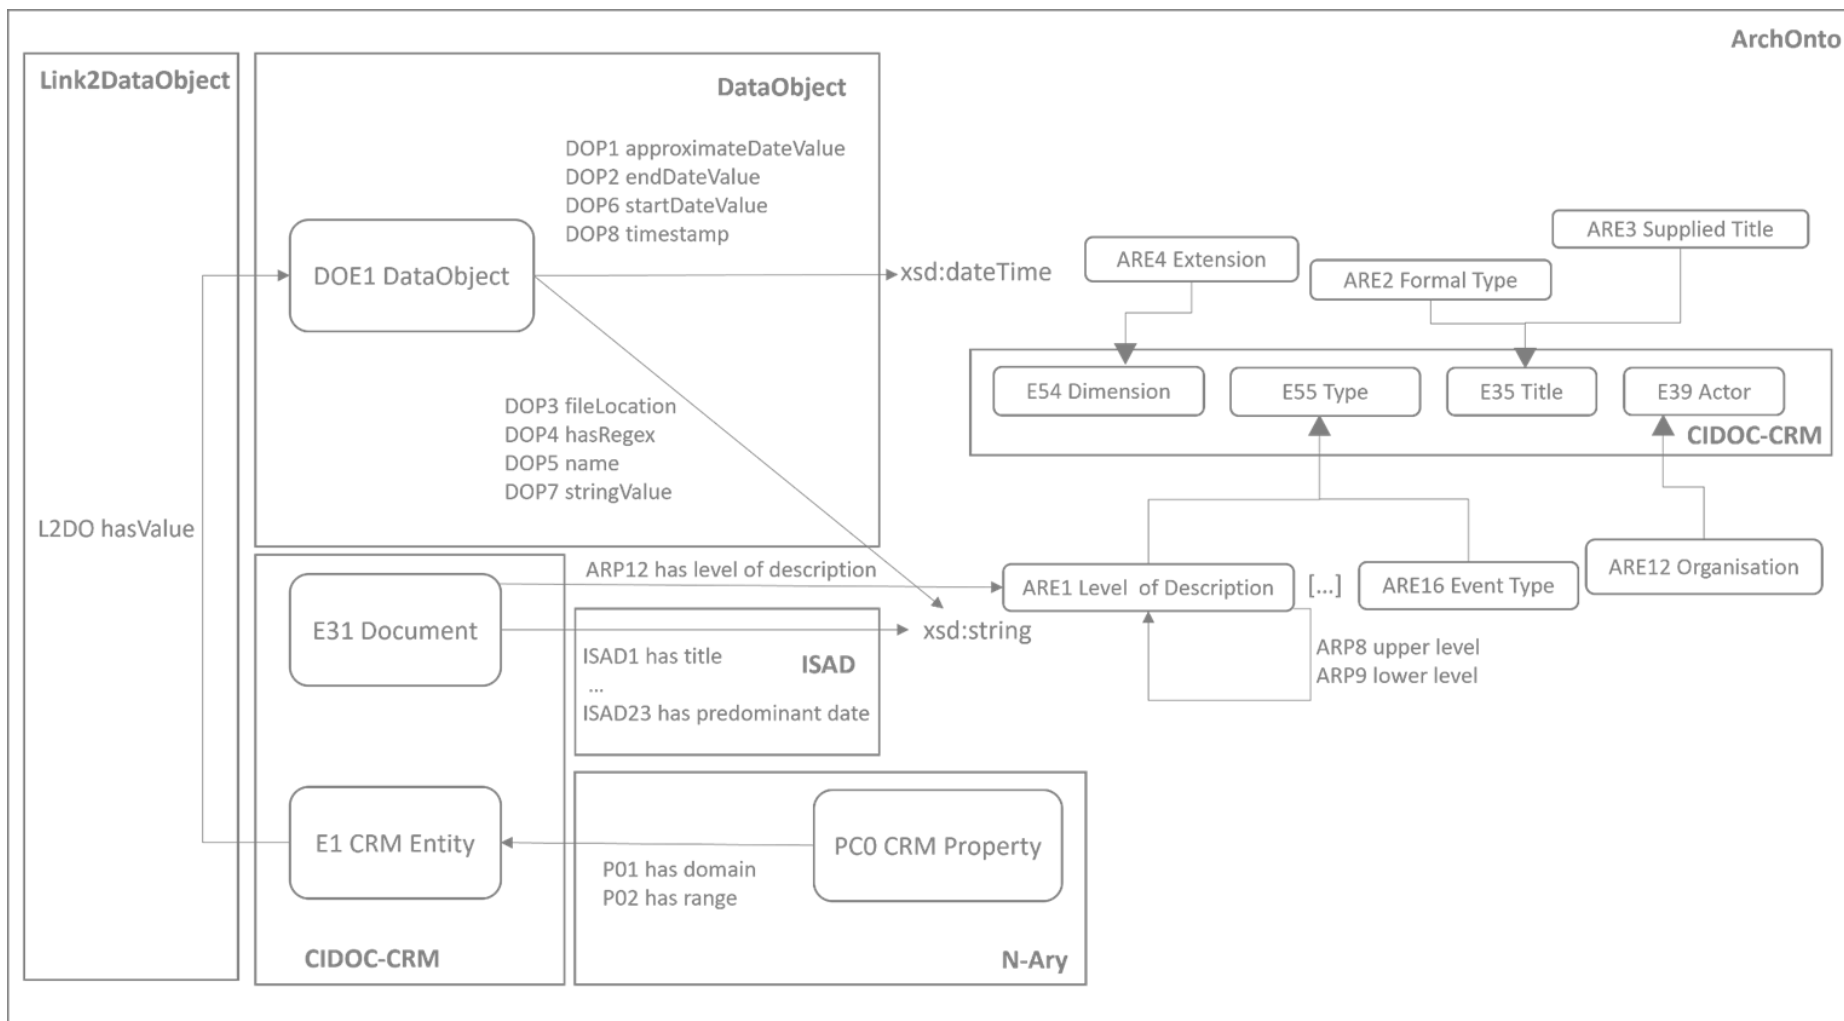 ArchOnto
Link2DataObject
DataObject
DOP1 approximateDateValue
DOP2 endDateValue
DOP6 startDateValue
DOP8 timestamp
DOE1 DataObject
xsd:dateTime
ARE4 Extension
ARE3 Supplied Title
ARE2 Formal Type
E54 Dimension
E55 Type
E35 Title
E39 Actor
CIDOC-CRM
DOP3 fileLocation
DOP4 hasRegex
DOP5 name
DOP7 stringValue
L2DO hasValue
ARP12 has level of description
ARE1 Level of Description
[...]
ARE16 Event Type
ARE12 Organisation
E31 Document
xsd:string
ISAD1 has title
...
ISAD23 has predominant date
ISAD
ARP8 upper level
ARP9 lower level
E1 CRM Entity
P01 has domain
P02 has range
PC0 CRM Property
CIDOC-CRM
N-Ary